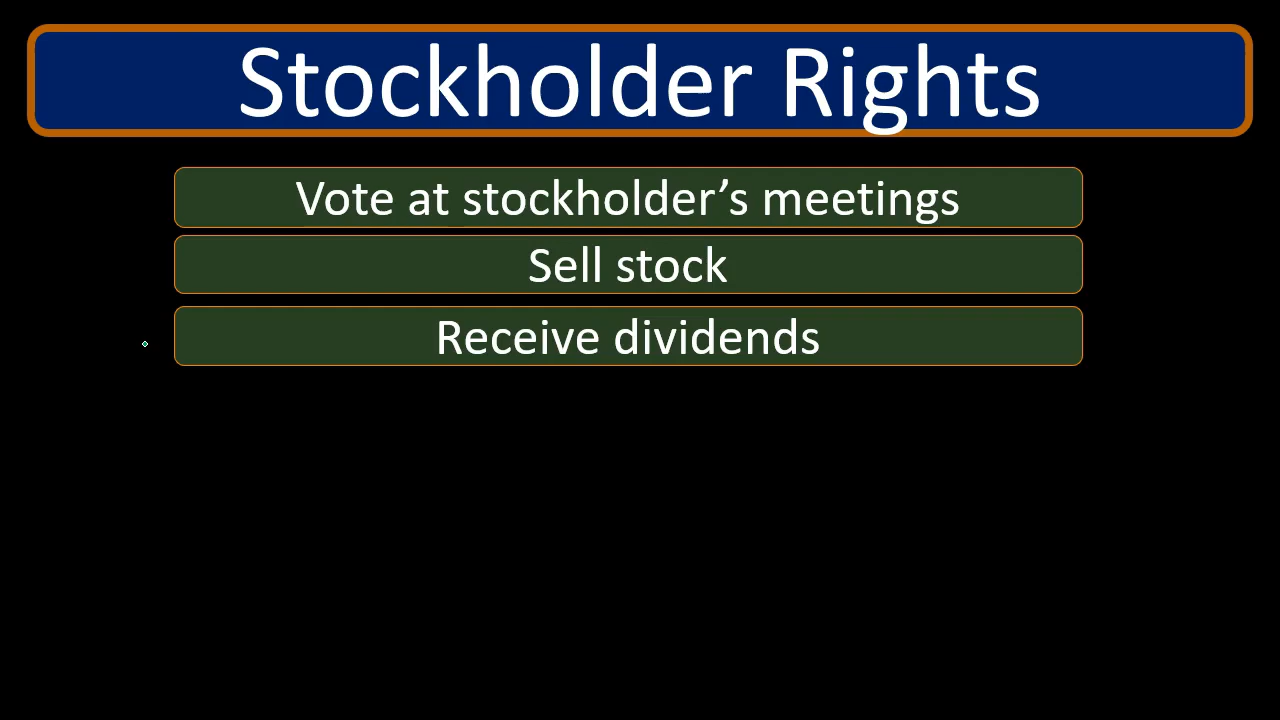 Stockholder Rights
Vote at stockholder’s meetings
Sell stock
Receive dividends